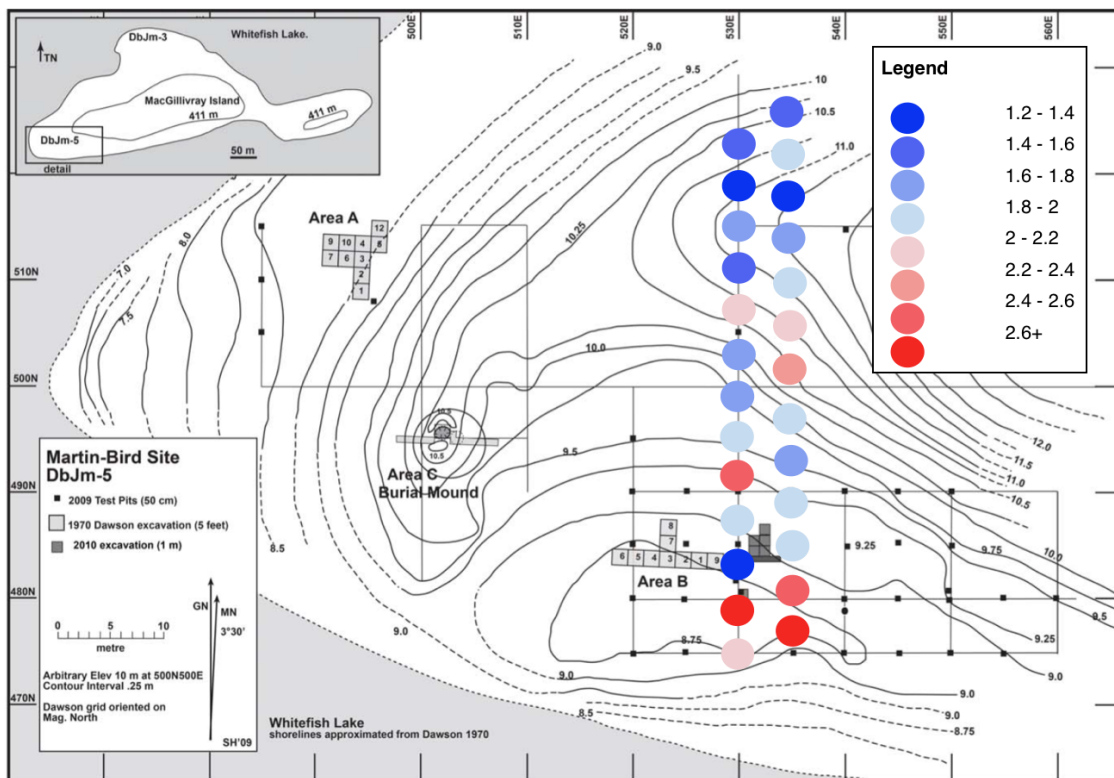 500E
510E
520E
530E
540E
550E
560E
DbJm-3
Whitefish Lake.
TN
MacGillivray Island
411 m
411 m
DbJm-5
detail
50 m
Legend
1.2 - 1.4
1.4 - 1.6
1.6 - 1.8
1.8 - 2
2 - 2.2
2.2 - 2.4
2.4 - 2.6
2.6+
9.0
9.5
10
10.5
11.0
10.25
8.0
7.0
7.5
Area A
12
9 10 4 8
7 6 3
2
1
510N
500N
490N
480N
470N
10.0
10.5
10.5
9.5
Area C
Burial Mound
8.5
12.0
11.5
11.0
10.5
Martin-Bird Site
DbJm-5
2009 Test Pits (50 cm)
1970 Dawson excavation (5 feet)
2010 excavation (1 m)
GN
MN
3°30'
0 10
metre
Arbitrary Elev 10 m at 500N500E
Contour Interval .25 m
Dawson grid oriented on
Mag. North
SH'09
8
7
6 5 4 3 2 1 9
Area B
9.25
9.75
10.0
9.5
9.0
8.75
9.25
9.0
9.0
8.5
9.0
8.75
Whitefish Lake
shorelines approximated from Dawson 1970